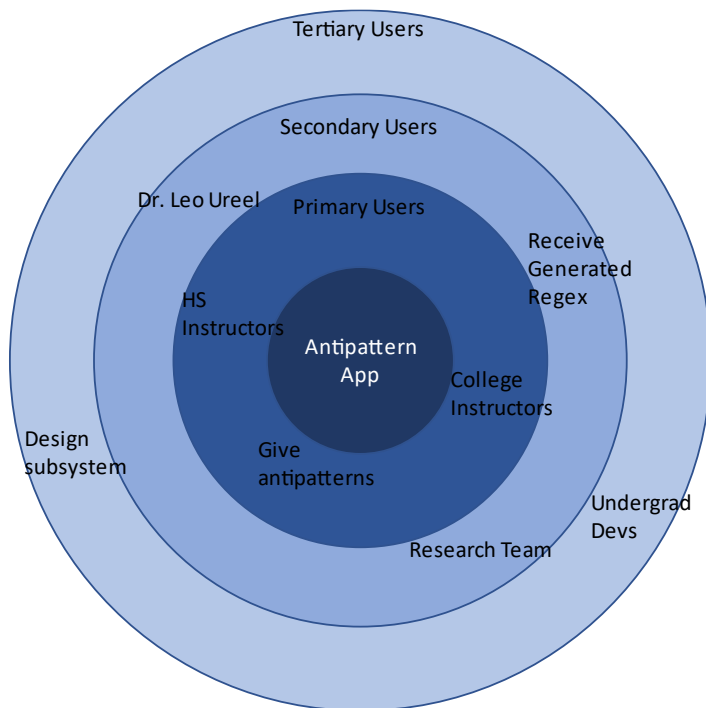 Tertiary Users
Secondary Users
Dr. Leo Ureel
Primary Users
Receive
Generated
Regex
HS
Instructors
Antipattern
App
College
Instructors
Design
subsystem
Give
antipatterns
Undergrad
Devs
Research Team